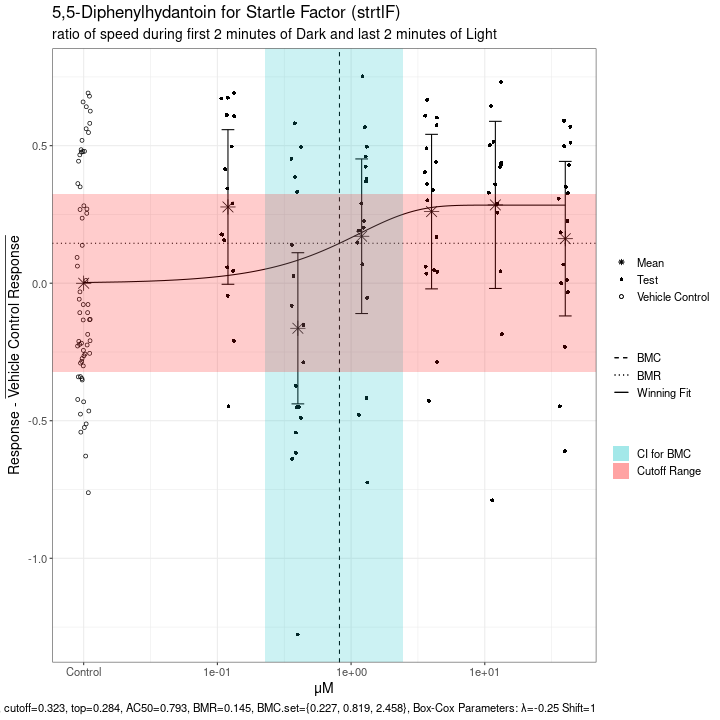 5,5-Diphenylhydantoin for Startle Factor (strtlF)
ratio of speed during first 2 minutes of Dark and last 2 minutes of Light
Response - Vehicle Control Response
0.5
0.0
-0.5
-1.0
Control
1e-01
1e+00
1e+01
μM
Mean
Test
Vehicle Control
BMC
BMR
Winning Fit
CI for BMC
Cutoff Range
cutoff=0.323, top=0.284, AC50=0.793, BMR=0.145, BMC.set={0.227, 0.819, 2.458}, Box-Cox Parameters: λ=-0.25 Shift=1